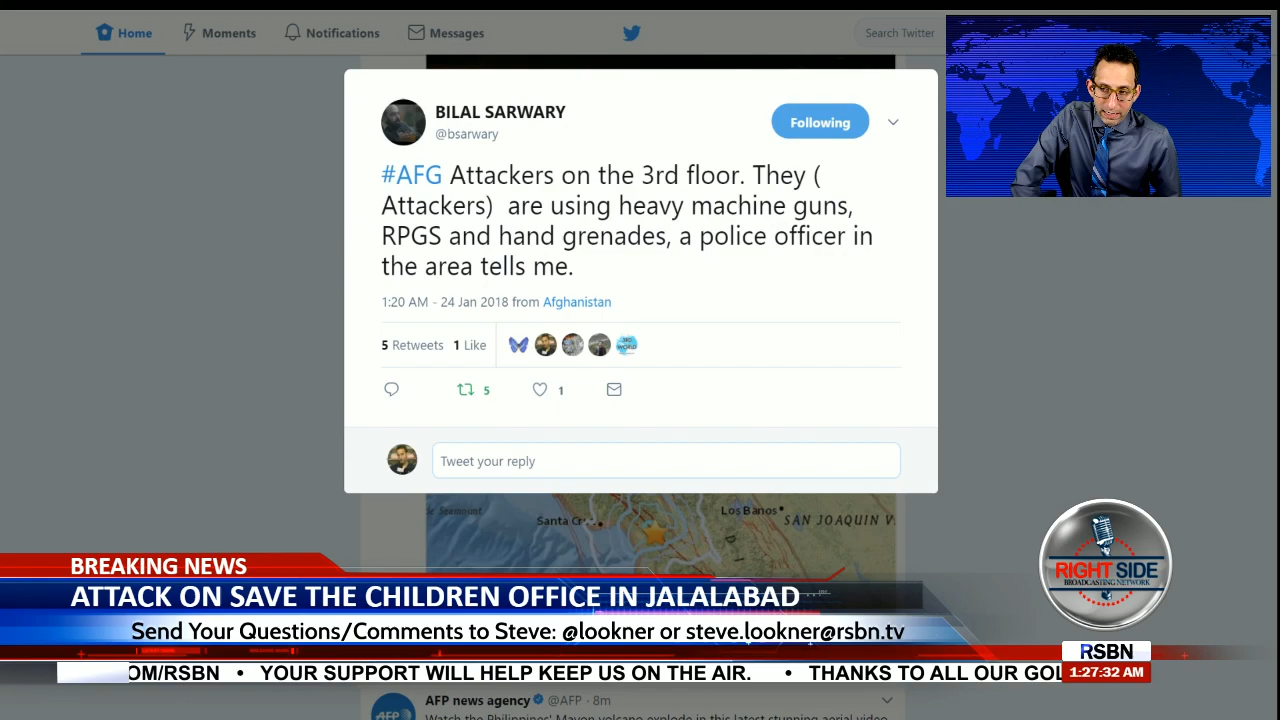 Home
Moments
Notifications
Messages
Search Twitter
BILAL SARWARY
@bsarwary
Following
#AFG Attackers on the 3rd floor. They (
Attackers)  are using heavy machine guns,
RPGS and hand grenades, a police officer in
the area tells me.
1:20 AM - 24 Jan 2018 from Afghanistan
5 Retweets 1 Like
5
1
Tweet your reply
Santa Cruz
Los Banos
SAN JOAQUIN V
BREAKING NEWS
ATTACK ON SAVE THE CHILDREN OFFICE IN JALALABAD
Send Your Questions/Comments to Steve: @lookner or steve.lookner@rsbn.tv
RIGHT SIDE
BROADCASTING NETWORK
RSBN
1:27:32 AM
OM/RSBN • YOUR SUPPORT WILL HELP KEEP US ON THE AIR. • THANKS TO ALL OUR GOL
AFP news agency @AFP · 8m
Watch the Philippines' Mayon volcano explode in this latest stunning aerial video